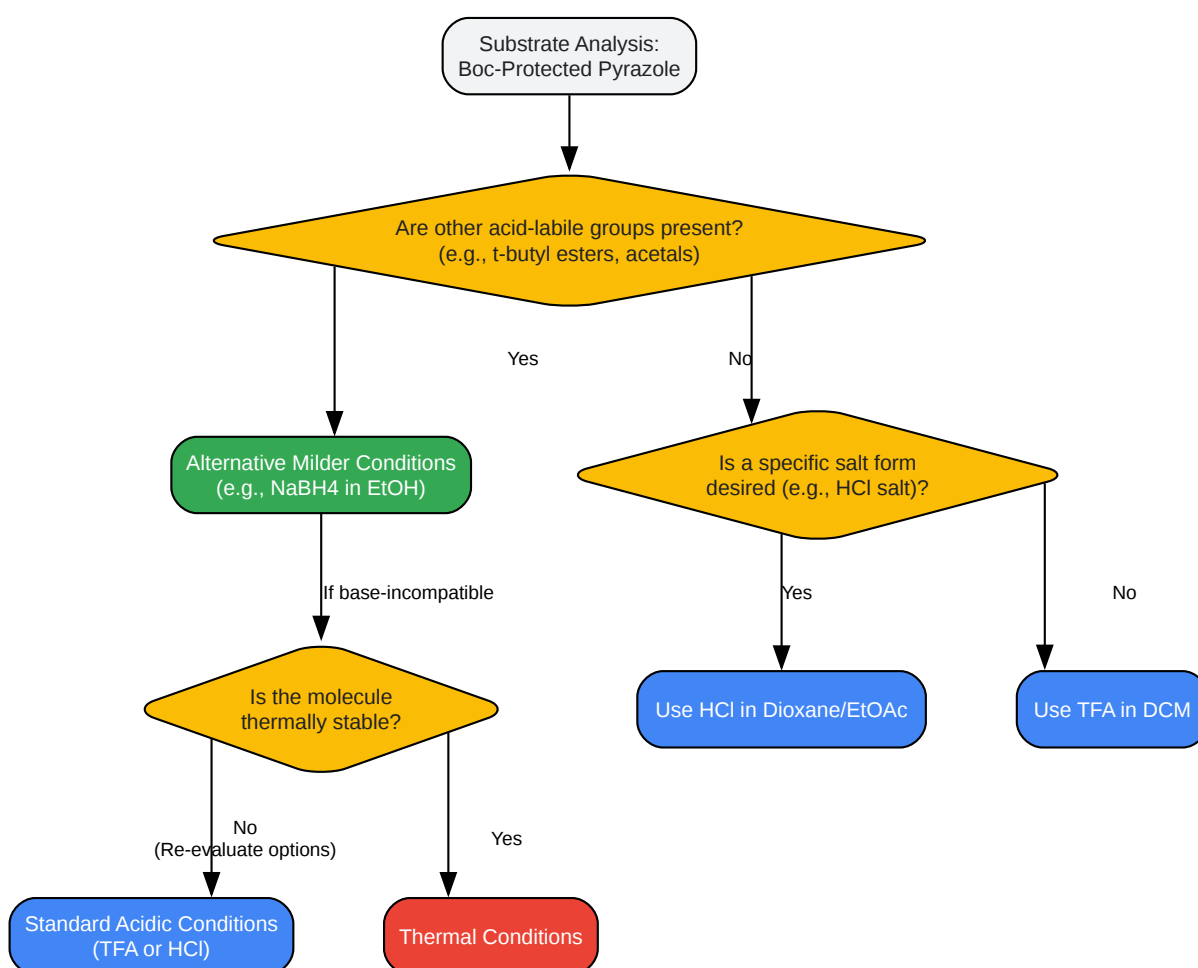 Substrate Analysis:
Boc-Protected Pyrazole
Are other acid-labile groups present?
(e.g., t-butyl esters, acetals)
Yes
No
Alternative Milder Conditions
(e.g., NaBH4 in EtOH)
Is a specific salt form
desired (e.g., HCl salt)?
If base-incompatible
Yes
No
Is the molecule
thermally stable?
Use HCl in Dioxane/EtOAc
Use TFA in DCM
No
(Re-evaluate options)
Yes
Standard Acidic Conditions
(TFA or HCl)
Thermal Conditions